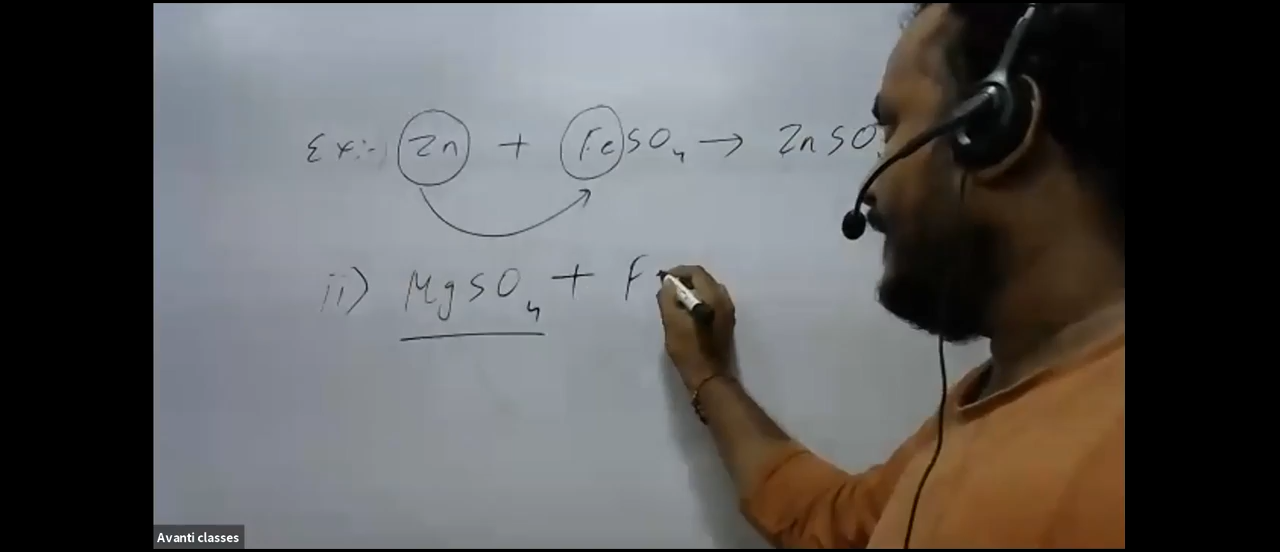 Ex:- Zn + FeSO4 → ZnSO
ii) MgSO4 + F
Avanti classes